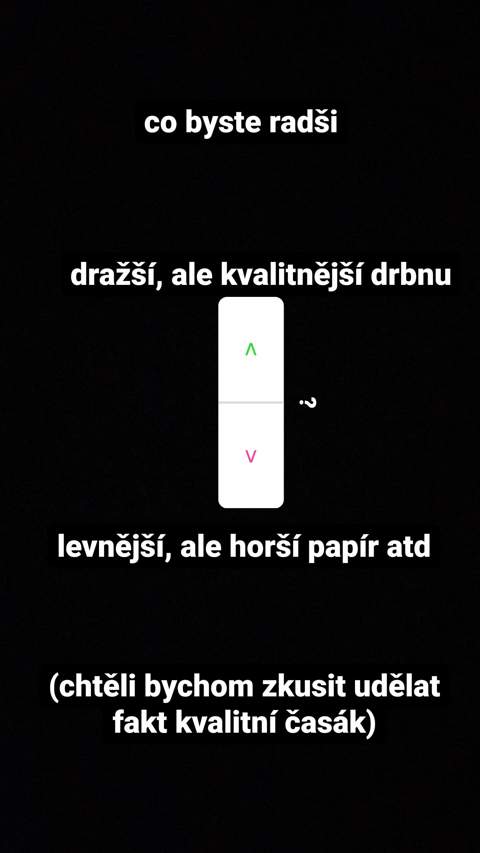 co byste radši
dražší, ale kvalitnější drbnu
<
?
>
levnější, ale horší papír atd
(chtěli bychom zkusit udělat
fakt kvalitní časák)